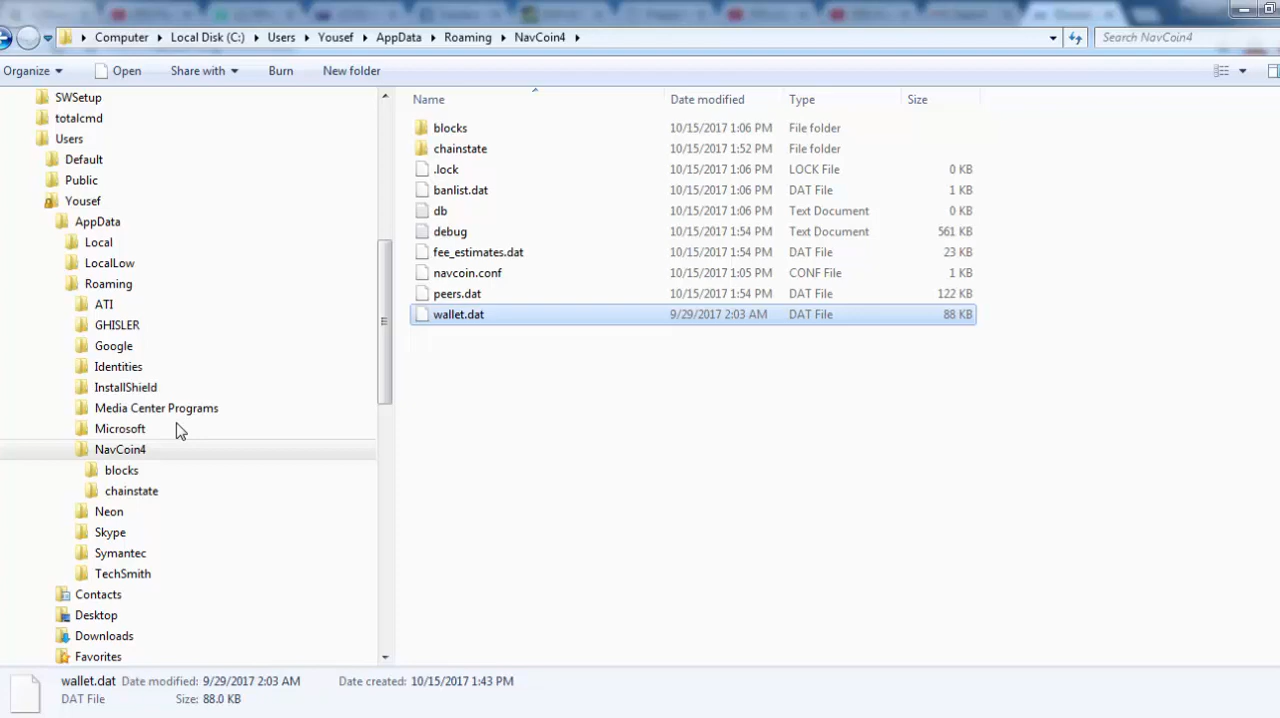 Computer Local Disk (C:) Users Yousef AppData Roaming NavCoin4 Search NavCoin4
Organize Open Share with Burn New folder
SWSetup
totalcmd
Users
Default
Public
Yousef
AppData
Local
LocalLow
Roaming
ATI
GHISLER
Google
Identities
InstallShield
Media Center Programs
Microsoft
NavCoin4
blocks
chainstate
Neon
Skype
Symantec
TechSmith
Contacts
Desktop
Downloads
Favorites
Name Date modified Type Size
blocks 10/15/2017 1:06 PM File folder
chainstate 10/15/2017 1:52 PM File folder
.lock 10/15/2017 1:06 PM LOCK File 0 KB
banlist.dat 10/15/2017 1:06 PM DAT File 1 KB
db 10/15/2017 1:06 PM Text Document 0 KB
debug 10/15/2017 1:54 PM Text Document 561 KB
fee_estimates.dat 10/15/2017 1:54 PM DAT File 23 KB
navcoin.conf 10/15/2017 1:05 PM CONF File 1 KB
peers.dat 10/15/2017 1:54 PM DAT File 122 KB
wallet.dat 9/29/2017 2:03 AM DAT File 88 KB
wallet.dat Date modified: 9/29/2017 2:03 AM Date created: 10/15/2017 1:43 PM
DAT File Size: 88.0 KB